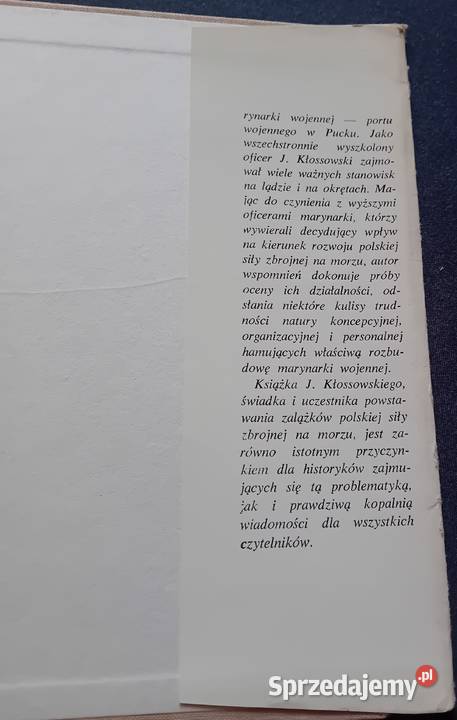 rynarki wojennej — portu
wojennego w Pucku. Jako
wszechstronnie wyszkolony
oficer J. Kłossowski zajmo-
wał wiele ważnych stanowisk
na lądzie i na okrętach. Ma-
jąc do czynienia z wyższymi
oficerami marynarki, którzy
wywierali decydujący wpływ
na kierunek rozwoju polskiej
siły zbrojnej na morzu, autor
wspomnień dokonuje próby
oceny ich działalności, od-
słania niektóre kulisy trud-
ności natury koncepcyjnej,
organizacyjnej i personalnej
hamujących właściwą rozbu-
dowę marynarki wojennej.
Książka J. Kłossowskiego,
świadka i uczestnika powsta-
wania zalążków polskiej siły
zbrojnej na morzu, jest za-
równo istotnym przyczyn-
kiem dla historyków zajmu-
jących się tą problematyką,
jak i prawdziwą kopalnią
wiadomości dla wszystkich
czytelników.
Sprzedajemy.pl